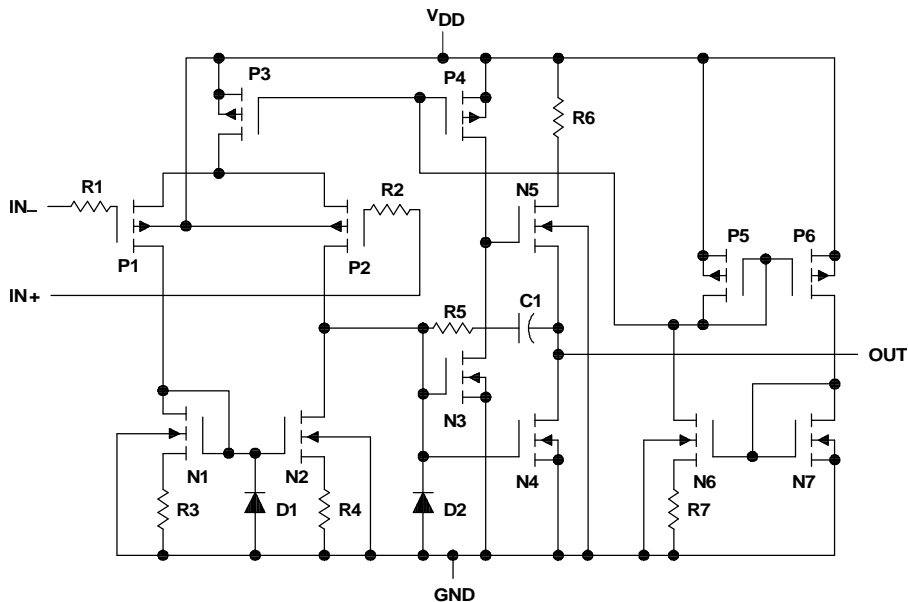 VDD
P3
P4
R6
R1
R2
N5
IN–
P5
P6
P1
P2
IN+
R5
C1
OUT
N3
N1
N2
N4
N6
N7
R3
D1
R4
D2
R7
GND